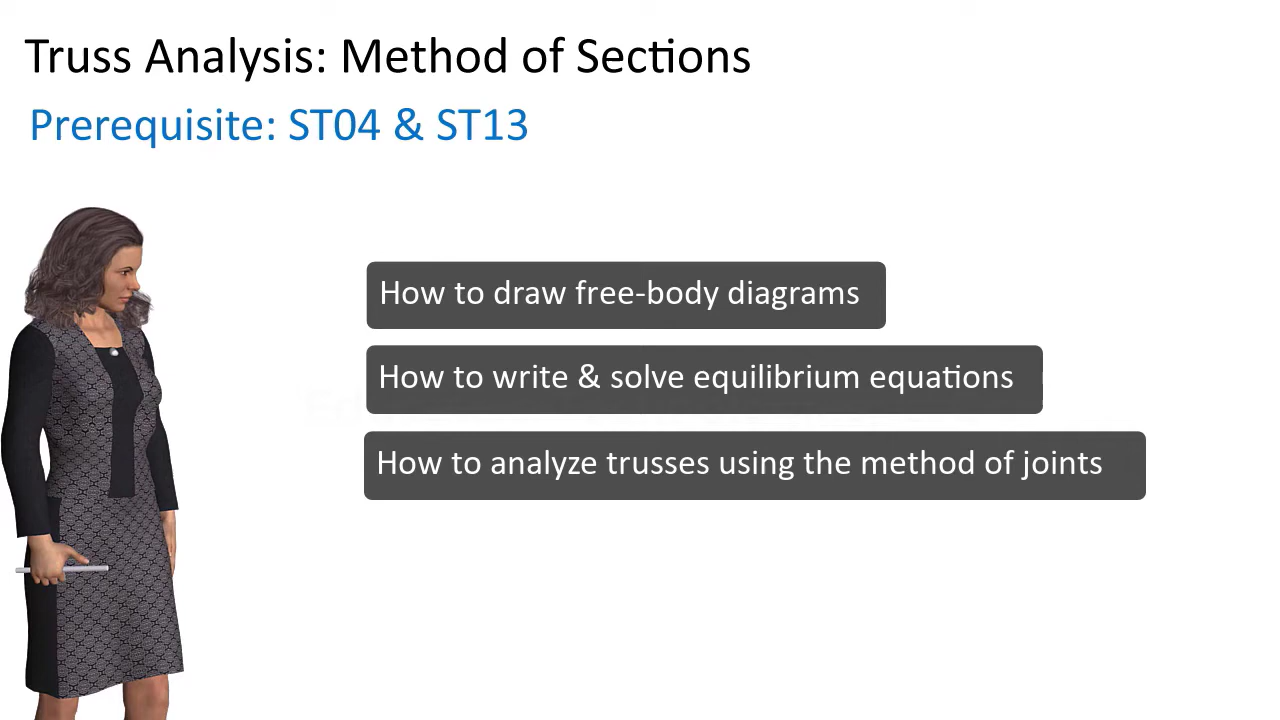 Truss Analysis: Method of Sections
Prerequisite: ST04 & ST13
How to draw free-body diagrams
How to write & solve equilibrium equations
How to analyze trusses using the method of joints